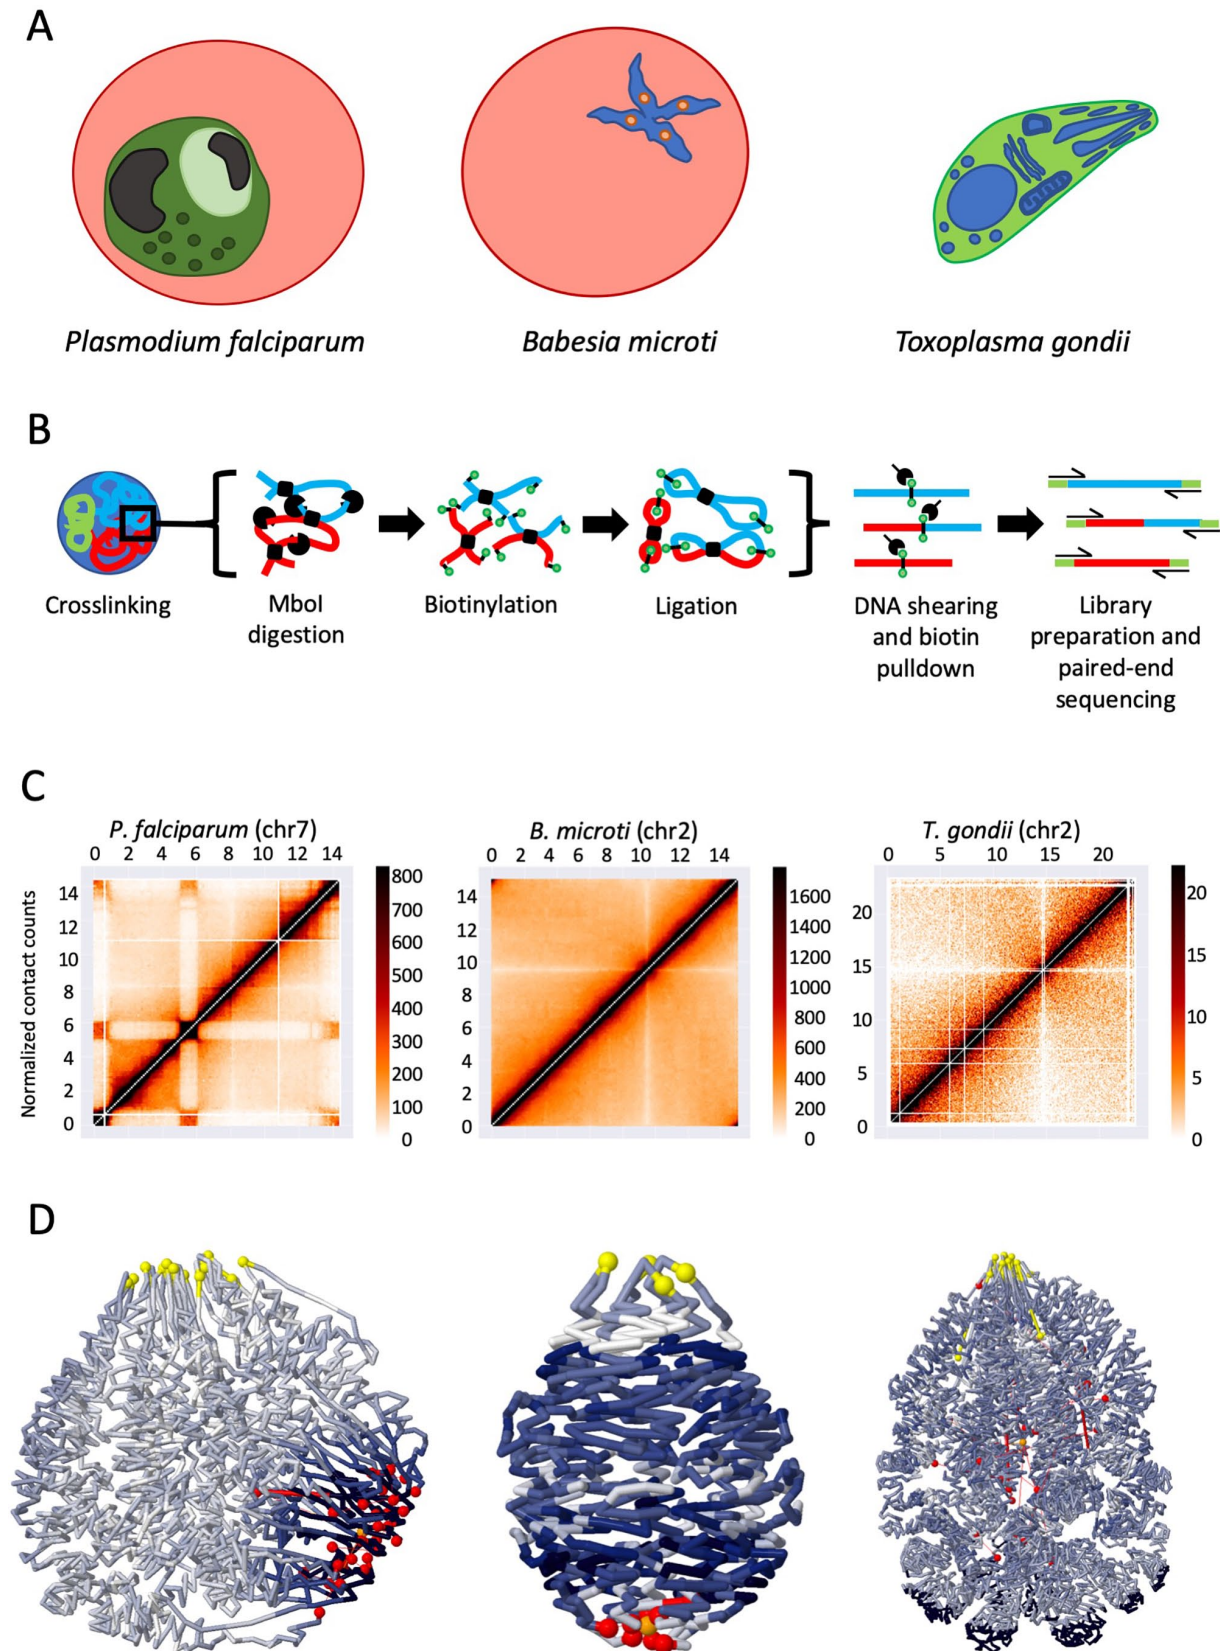 A
Plasmodium falciparum
Babesia microti
Toxoplasma gondii
B
Crosslinking
MboI
digestion
Biotinylation
Ligation
DNA shearing
and biotin
pulldown
Library
preparation and
paired-end
sequencing
C
P. falciparum (chr7)
0 2 4 6 8 10 12 14
Normalized contact counts
14
12
10
8
6
4
2
0
800
700
600
500
400
300
200
100
0
B. microti (chr2)
0 2 4 6 8 10 12 14
14
12
10
8
6
4
2
0
1600
1400
1200
1000
800
600
400
200
0
T. gondii (chr2)
0 5 10 15 20
20
15
10
5
0
20
15
10
5
0
D